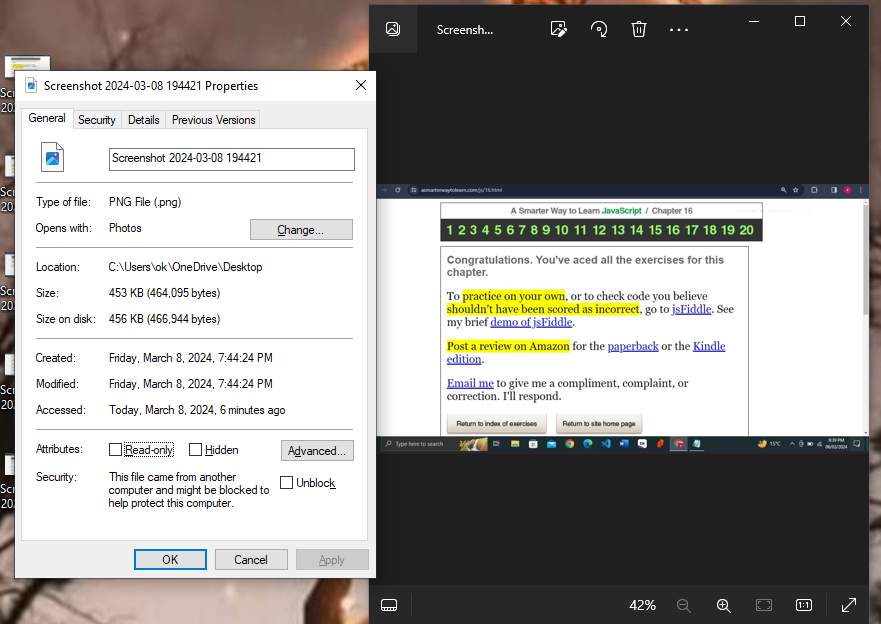 Screenshot 2024-03-08 194421 Properties
General Security Details Previous Versions
Screenshot 2024-03-08 194421
Type of file: PNG File (.png)
Opens with: Photos Change...
Location: C:\Users\ok\OneDrive\Desktop
Size: 453 KB (464,095 bytes)
Size on disk: 456 KB (466,944 bytes)
Created: Friday, March 8, 2024, 7:44:24 PM
Modified: Friday, March 8, 2024, 7:44:24 PM
Accessed: Today, March 8, 2024, 6 minutes ago
Attributes: Read-only Hidden Advanced...
Security: This file came from another
computer and might be blocked to
help protect this computer.
Unblock
OK Cancel Apply
Screensh...
asmarterwaytolearn.com/js/16.html
A Smarter Way to Learn JavaScript / Chapter 16
1 2 3 4 5 6 7 8 9 10 11 12 13 14 15 16 17 18 19 20
Congratulations. You've aced all the exercises for this
chapter.
To practice on your own, or to check code you believe
shouldn't have been scored as incorrect, go to jsFiddle. See
my brief demo of jsFiddle.
Post a review on Amazon for the paperback or the Kindle
edition.
Email me to give me a compliment, complaint, or
correction. I'll respond.
Return to index of exercises Return to site home page
Type here to search
15°C
8:39 PM
06/03/2024
42%
1:1